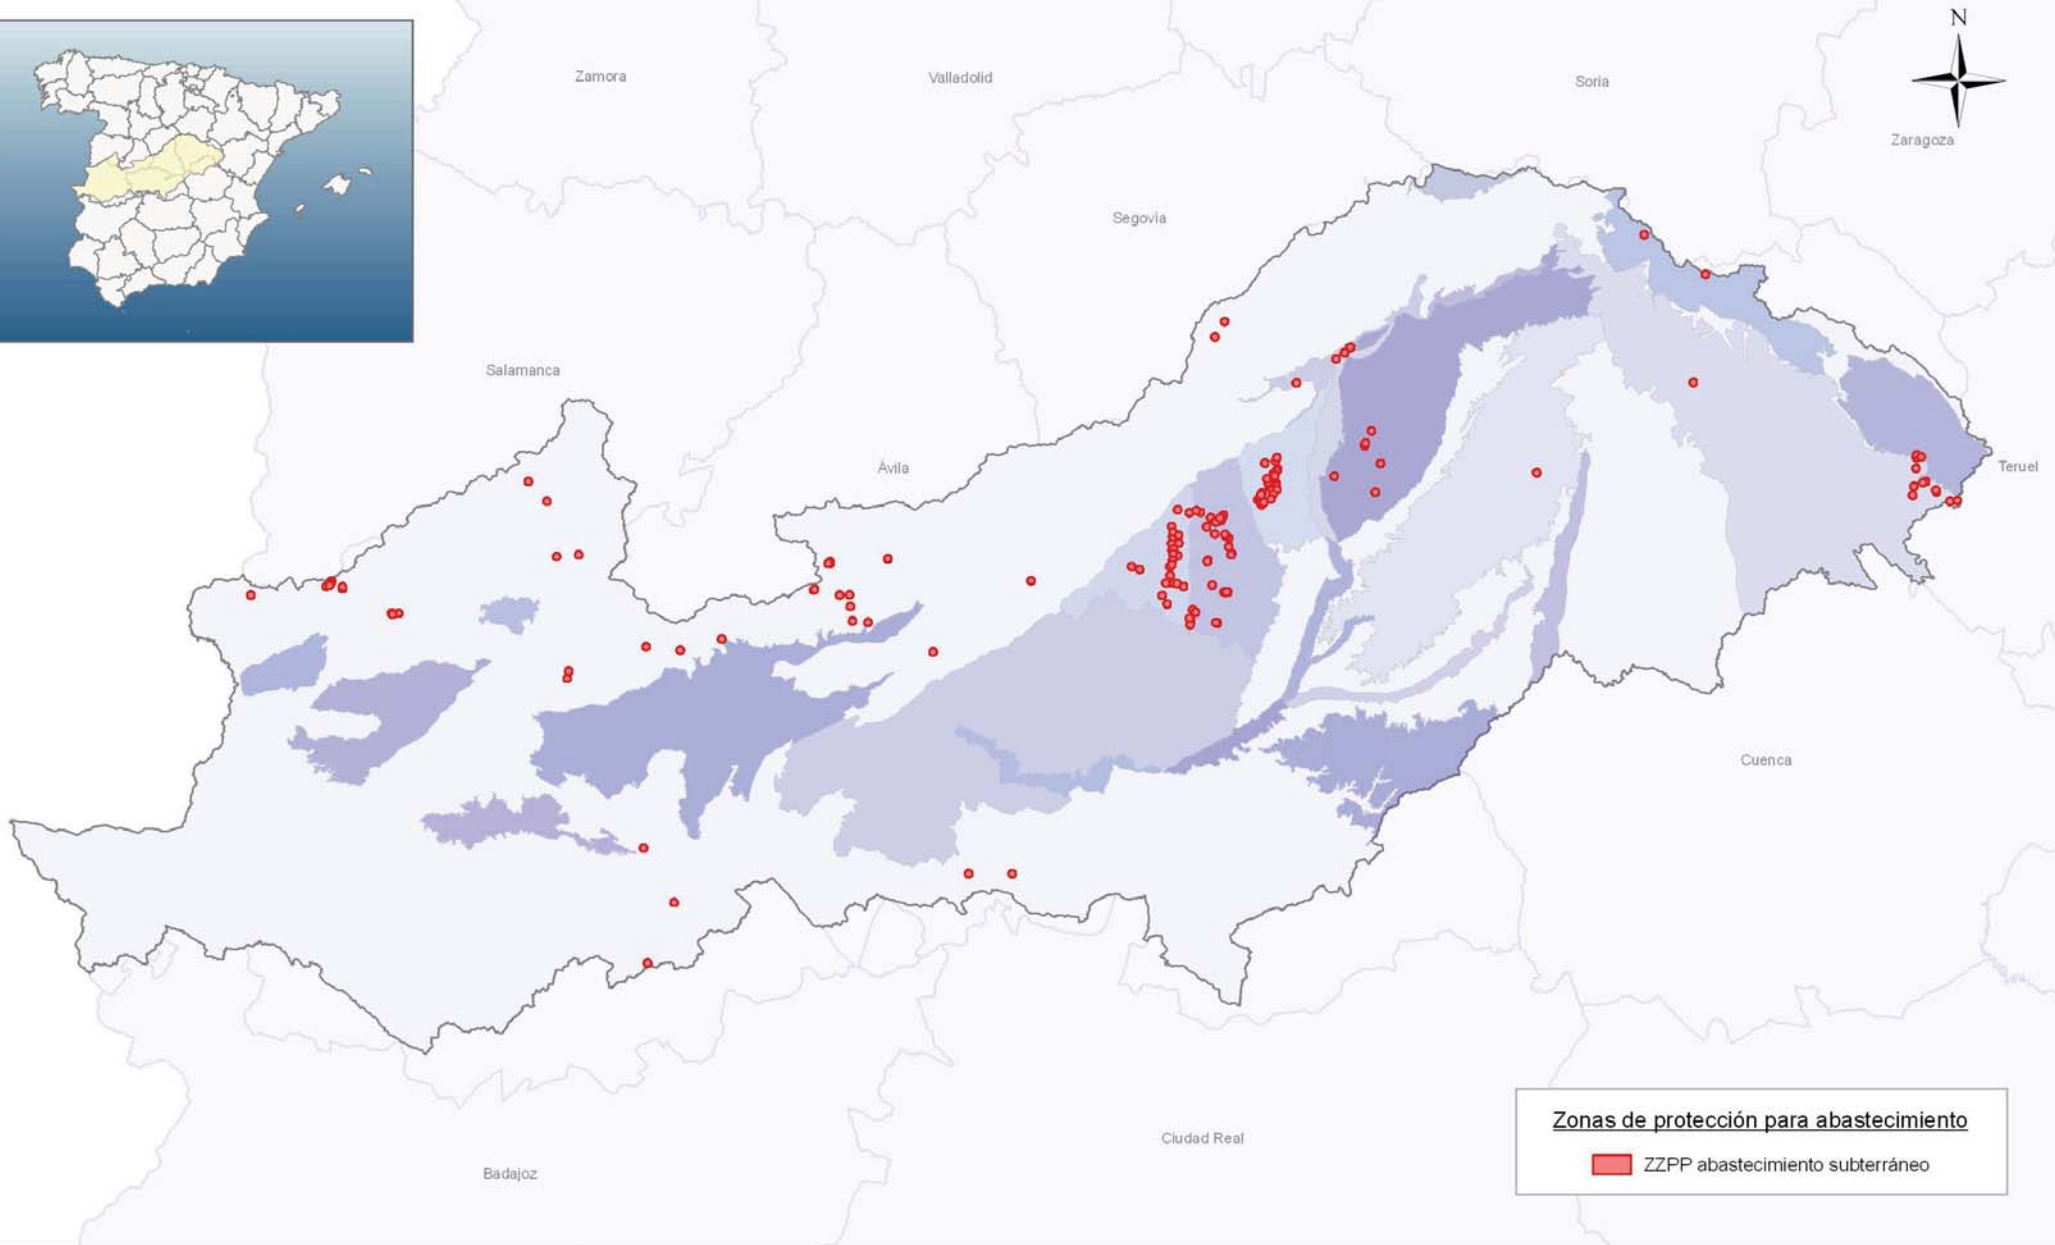 N
Zamora
Valladolid
Soria
Zaragoza
Segovia
Salamanca
Ávila
Teruel
Cuenca
Ciudad Real
Badajoz
Zonas de protección para abastecimiento
ZZPP abastecimiento subterráneo